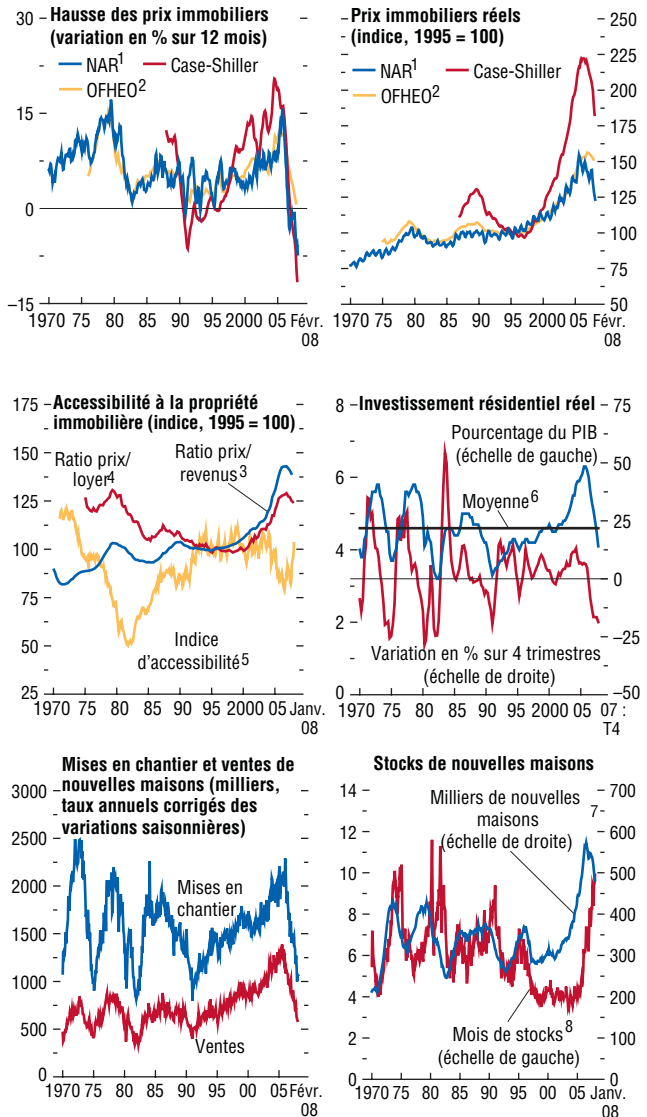 Hausse des prix immobiliers
(variation en % sur 12 mois)
NAR1
Case-Shiller
OFHEO2
30
15
0
–15
1970 75 80 85 90 95 2000 05 Févr.
08
Prix immobiliers réels
(indice, 1995 = 100)
NAR1
Case-Shiller
OFHEO2
250
225
200
175
150
125
100
75
50
1970 75 80 85 90 95 00 05 Févr.
08
Accessibilité à la propriété
immobilière (indice, 1995 = 100)
Ratio prix/
revenus3
Ratio prix/
loyer4
Indice
d’accessibilité5
175
150
125
100
75
50
25
1970 75 80 85 90 95 2000 05 Janv.
08
Investissement résidentiel réel
Pourcentage du PIB
(échelle de gauche)
Moyenne6
Variation en % sur 4 trimestres
(échelle de droite)
8
6
4
2
0
75
50
25
0
–25
–50
1970 75 80 85 90 95 2000 05 07 :
T4
Mises en chantier et ventes de
nouvelles maisons (milliers,
taux annuels corrigés des
variations saisonnières)
Mises en
chantier
Ventes
3000
2500
2000
1500
1000
500
0
1970 75 80 85 90 95 00 05 Févr.
08
Stocks de nouvelles maisons
Milliers de nouvelles
maisons7
(échelle de droite)
Mois de stocks8
(échelle de gauche)
14
12
10
8
6
4
2
0
700
600
500
400
300
200
100
0
1970 75 80 85 90 95 00 05 Janv.
08